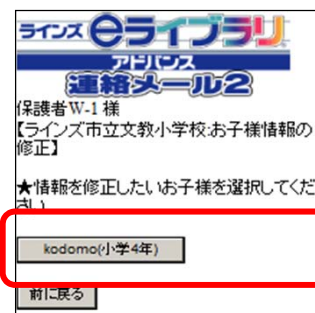 ラインズeライブラリ
アドバンス
連絡メール2
保護者W-1 様
【ラインズ市立文教小学校:お子様情報の
修正】
★情報を修正したいお子様を選択してくだ
さい
kodomo(小学4年)
前に戻る